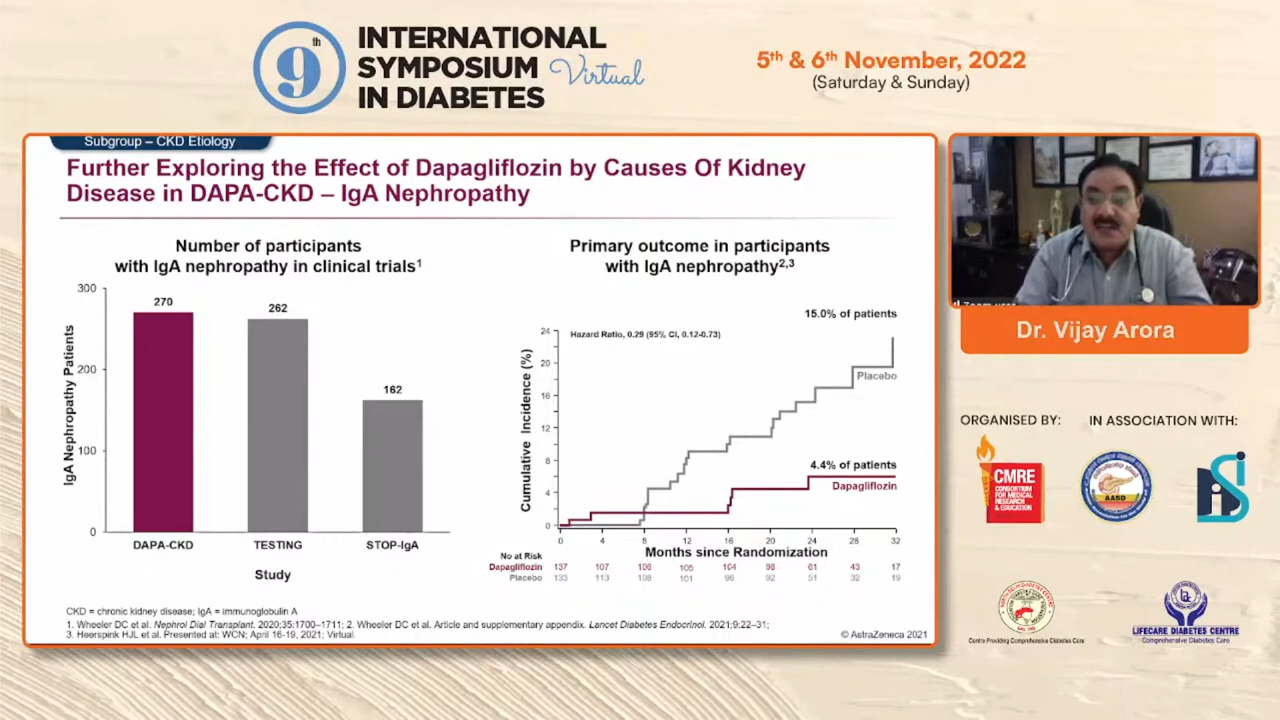 9th
INTERNATIONAL
SYMPOSIUM Virtual
IN DIABETES
5th & 6th November, 2022
(Saturday & Sunday)
Subgroup – CKD Etiology
Further Exploring the Effect of Dapagliflozin by Causes Of Kidney
Disease in DAPA-CKD – IgA Nephropathy
Number of participants
with IgA nephropathy in clinical trials1
IgA Nephropathy Patients
300
200
100
0
270
262
162
DAPA-CKD TESTING STOP-IgA
Study
Primary outcome in participants
with IgA nephropathy2,3
15.0% of patients
Hazard Ratio, 0.29 (95% CI, 0.12-0.73)
Placebo
4.4% of patients
Dapagliflozin
Cumulative Incidence (%)
24
20
16
12
8
4
0
0 4 8 12 16 20 24 28 32
Months since Randomization
No at Risk
Dapagliflozin 137 107 106 105 104 98 61 43 17
Placebo 133 113 108 101 96 92 51 32 19
CKD = chronic kidney disease; IgA = immunoglobulin A
1. Wheeler DC et al. Nephrol Dial Transplant. 2020;35:1700–1711; 2. Wheeler DC et al. Article and supplementary appendix. Lancet Diabetes Endocrinol. 2021;9:22–31;
3. Heerspink HJL et al. Presented at: WCN; April 16-19, 2021; Virtual.
© AstraZeneca 2021
Dr. Vijay Arora
ORGANISED BY:
IN ASSOCIATION WITH:
CMRE
CONSORTIUM
FOR MEDICAL
RESEARCH
& EDUCATION
AASD
Centre Providing Comprehensive Diabetes Care
LIFECARE DIABETES CENTRE
Comprehensive Diabetes Care